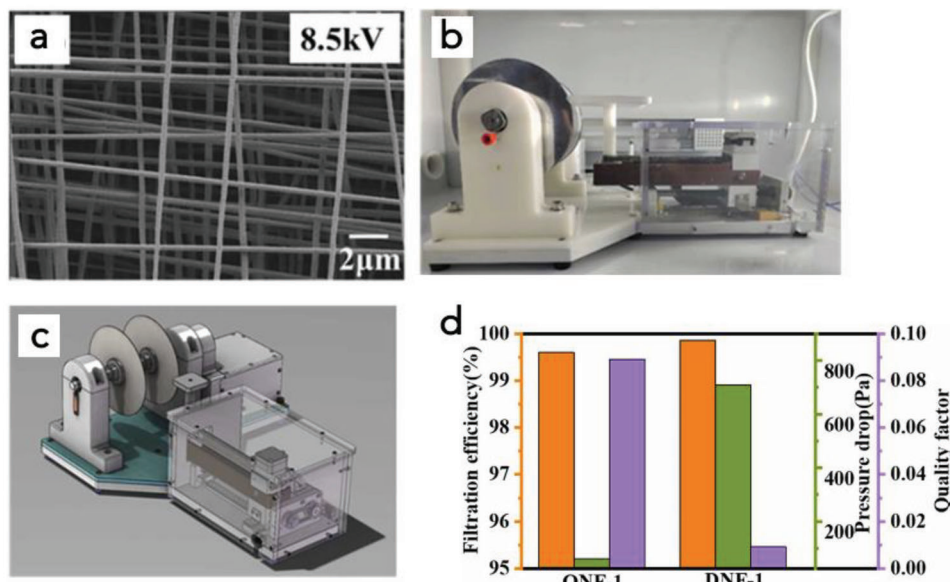 a
8.5kV
2μm
b
c
d
100
99
98
97
96
95
Filtration efficiency(%)
800
600
400
200
Pressure drop(Pa)
0.10
0.08
0.06
0.04
0.02
0.00
Quality factor
ONF-1
DNF-1